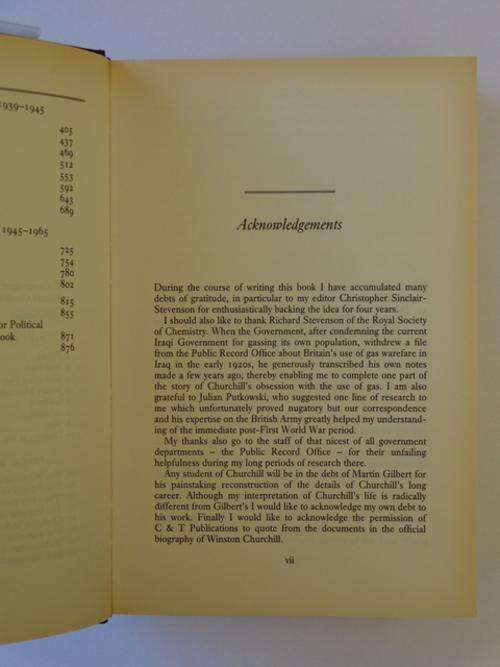 1939–1945
405
437
469
512
553
592
643
689
1945–1965
725
754
780
802
815
855
or Political
ook 871
876
Acknowledgements
During the course of writing this book I have accumulated many
debts of gratitude, in particular to my editor Christopher Sinclair-
Stevenson for enthusiastically backing the idea for four years.
I should also like to thank Richard Stevenson of the Royal Society
of Chemistry. When the Government, after condemning the current
Iraqi Government for gassing its own population, withdrew a file
from the Public Record Office about Britain's use of gas warefare in
Iraq in the early 1920s, he generously transcribed his own notes
made a few years ago, thereby enabling me to complete one part of
the story of Churchill's obsession with the use of gas. I am also
grateful to Julian Putkowski, who suggested one line of research to
me which unfortunately proved nugatory but our correspondence
and his expertise on the British Army greatly helped my understand-
ing of the immediate post-First World War period.
My thanks also go to the staff of that nicest of all government
departments – the Public Record Office – for their unfailing
helpfulness during my long periods of research there.
Any student of Churchill will be in the debt of Martin Gilbert for
his painstaking reconstruction of the details of Churchill's long
career. Although my interpretation of Churchill's life is radically
different from Gilbert's I would like to acknowledge my own debt to
his work. Finally I would like to acknowledge the permission of
C & T Publications to quote from the documents in the official
biography of Winston Churchill.
vii